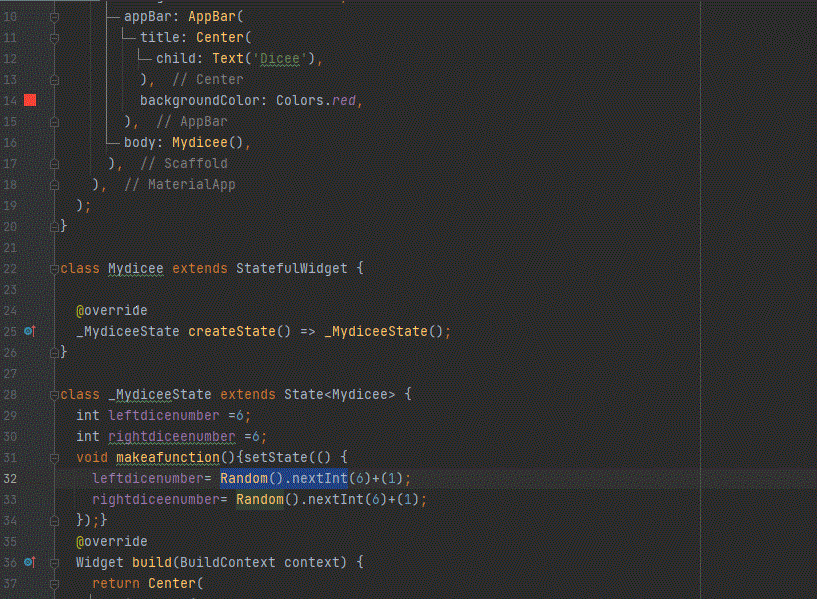 10 appBar: AppBar(
11 title: Center(
12 child: Text('Dicee'),
13 ), // Center
14 backgroundColor: Colors.red,
15 ), // AppBar
16 body: Mydicee(),
17 ), // Scaffold
18 ), // MaterialApp
19 );
20 }
21
22 class Mydicee extends StatefulWidget {
23
24 @override
25 _MydiceeState createState() => _MydiceeState();
26 }
27
28 class _MydiceeState extends State<Mydicee> {
29 int leftdicenumber =6;
30 int rightdiceenumber =6;
31 void makeafunction(){setState(() {
32 leftdicenumber= Random().nextInt(6)+(1);
33 rightdiceenumber= Random().nextInt(6)+(1);
34 });}
35 @override
36 Widget build(BuildContext context) {
37 return Center(